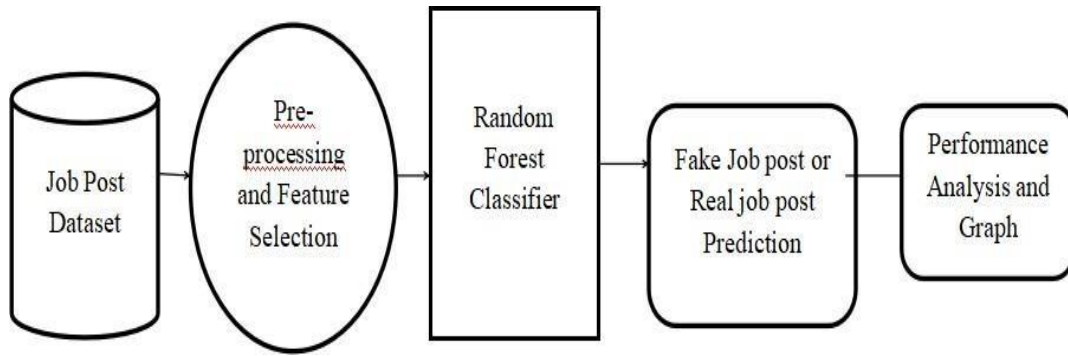 Job Post
Dataset
Pre-
processing
and Feature
Selection
Random
Forest
Classifier
Fake Job post or
Real job post
Prediction
Performance
Analysis and
Graph